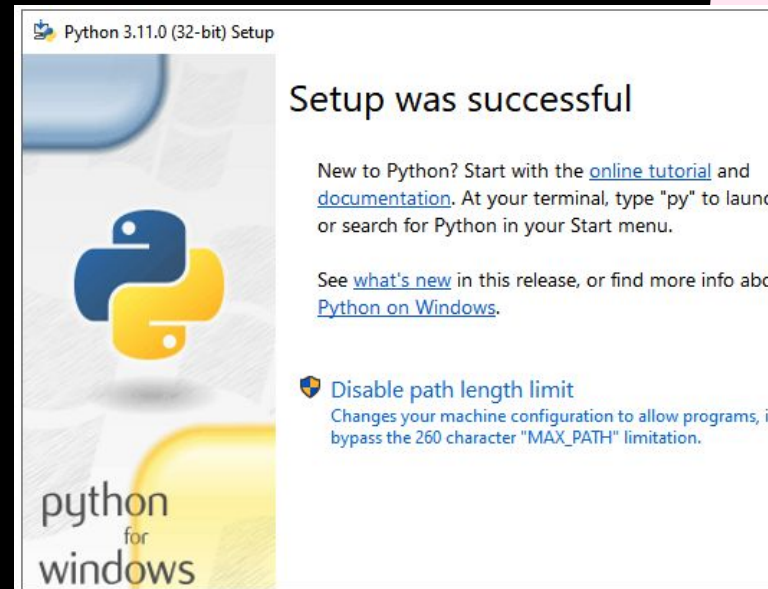 Python 3.11.0 (32-bit) Setup
Setup was successful
New to Python? Start with the online tutorial and
documentation. At your terminal, type "py" to
or search for Python in your Start menu.
See what's new in this release, or find more info
Python on Windows.
Disable path length limit
Changes your machine configuration to allow programs,
bypass the 260 character "MAX_PATH" limitation.
python
for
windows